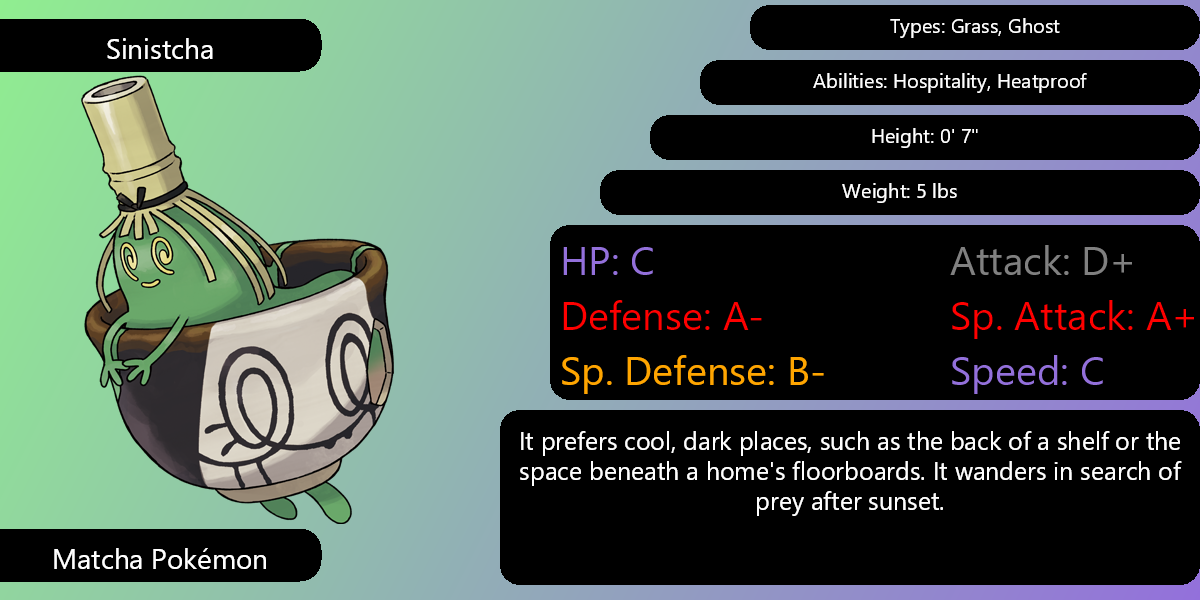 Sinistcha
Types: Grass, Ghost
Abilities: Hospitality, Heatproof
Height: 0' 7"
Weight: 5 lbs
HP: C
Attack: D+
Defense: A-
Sp. Attack: A+
Sp. Defense: B-
Speed: C
It prefers cool, dark places, such as the back of a shelf or the
space beneath a home's floorboards. It wanders in search of
prey after sunset.
Matcha Pokémon